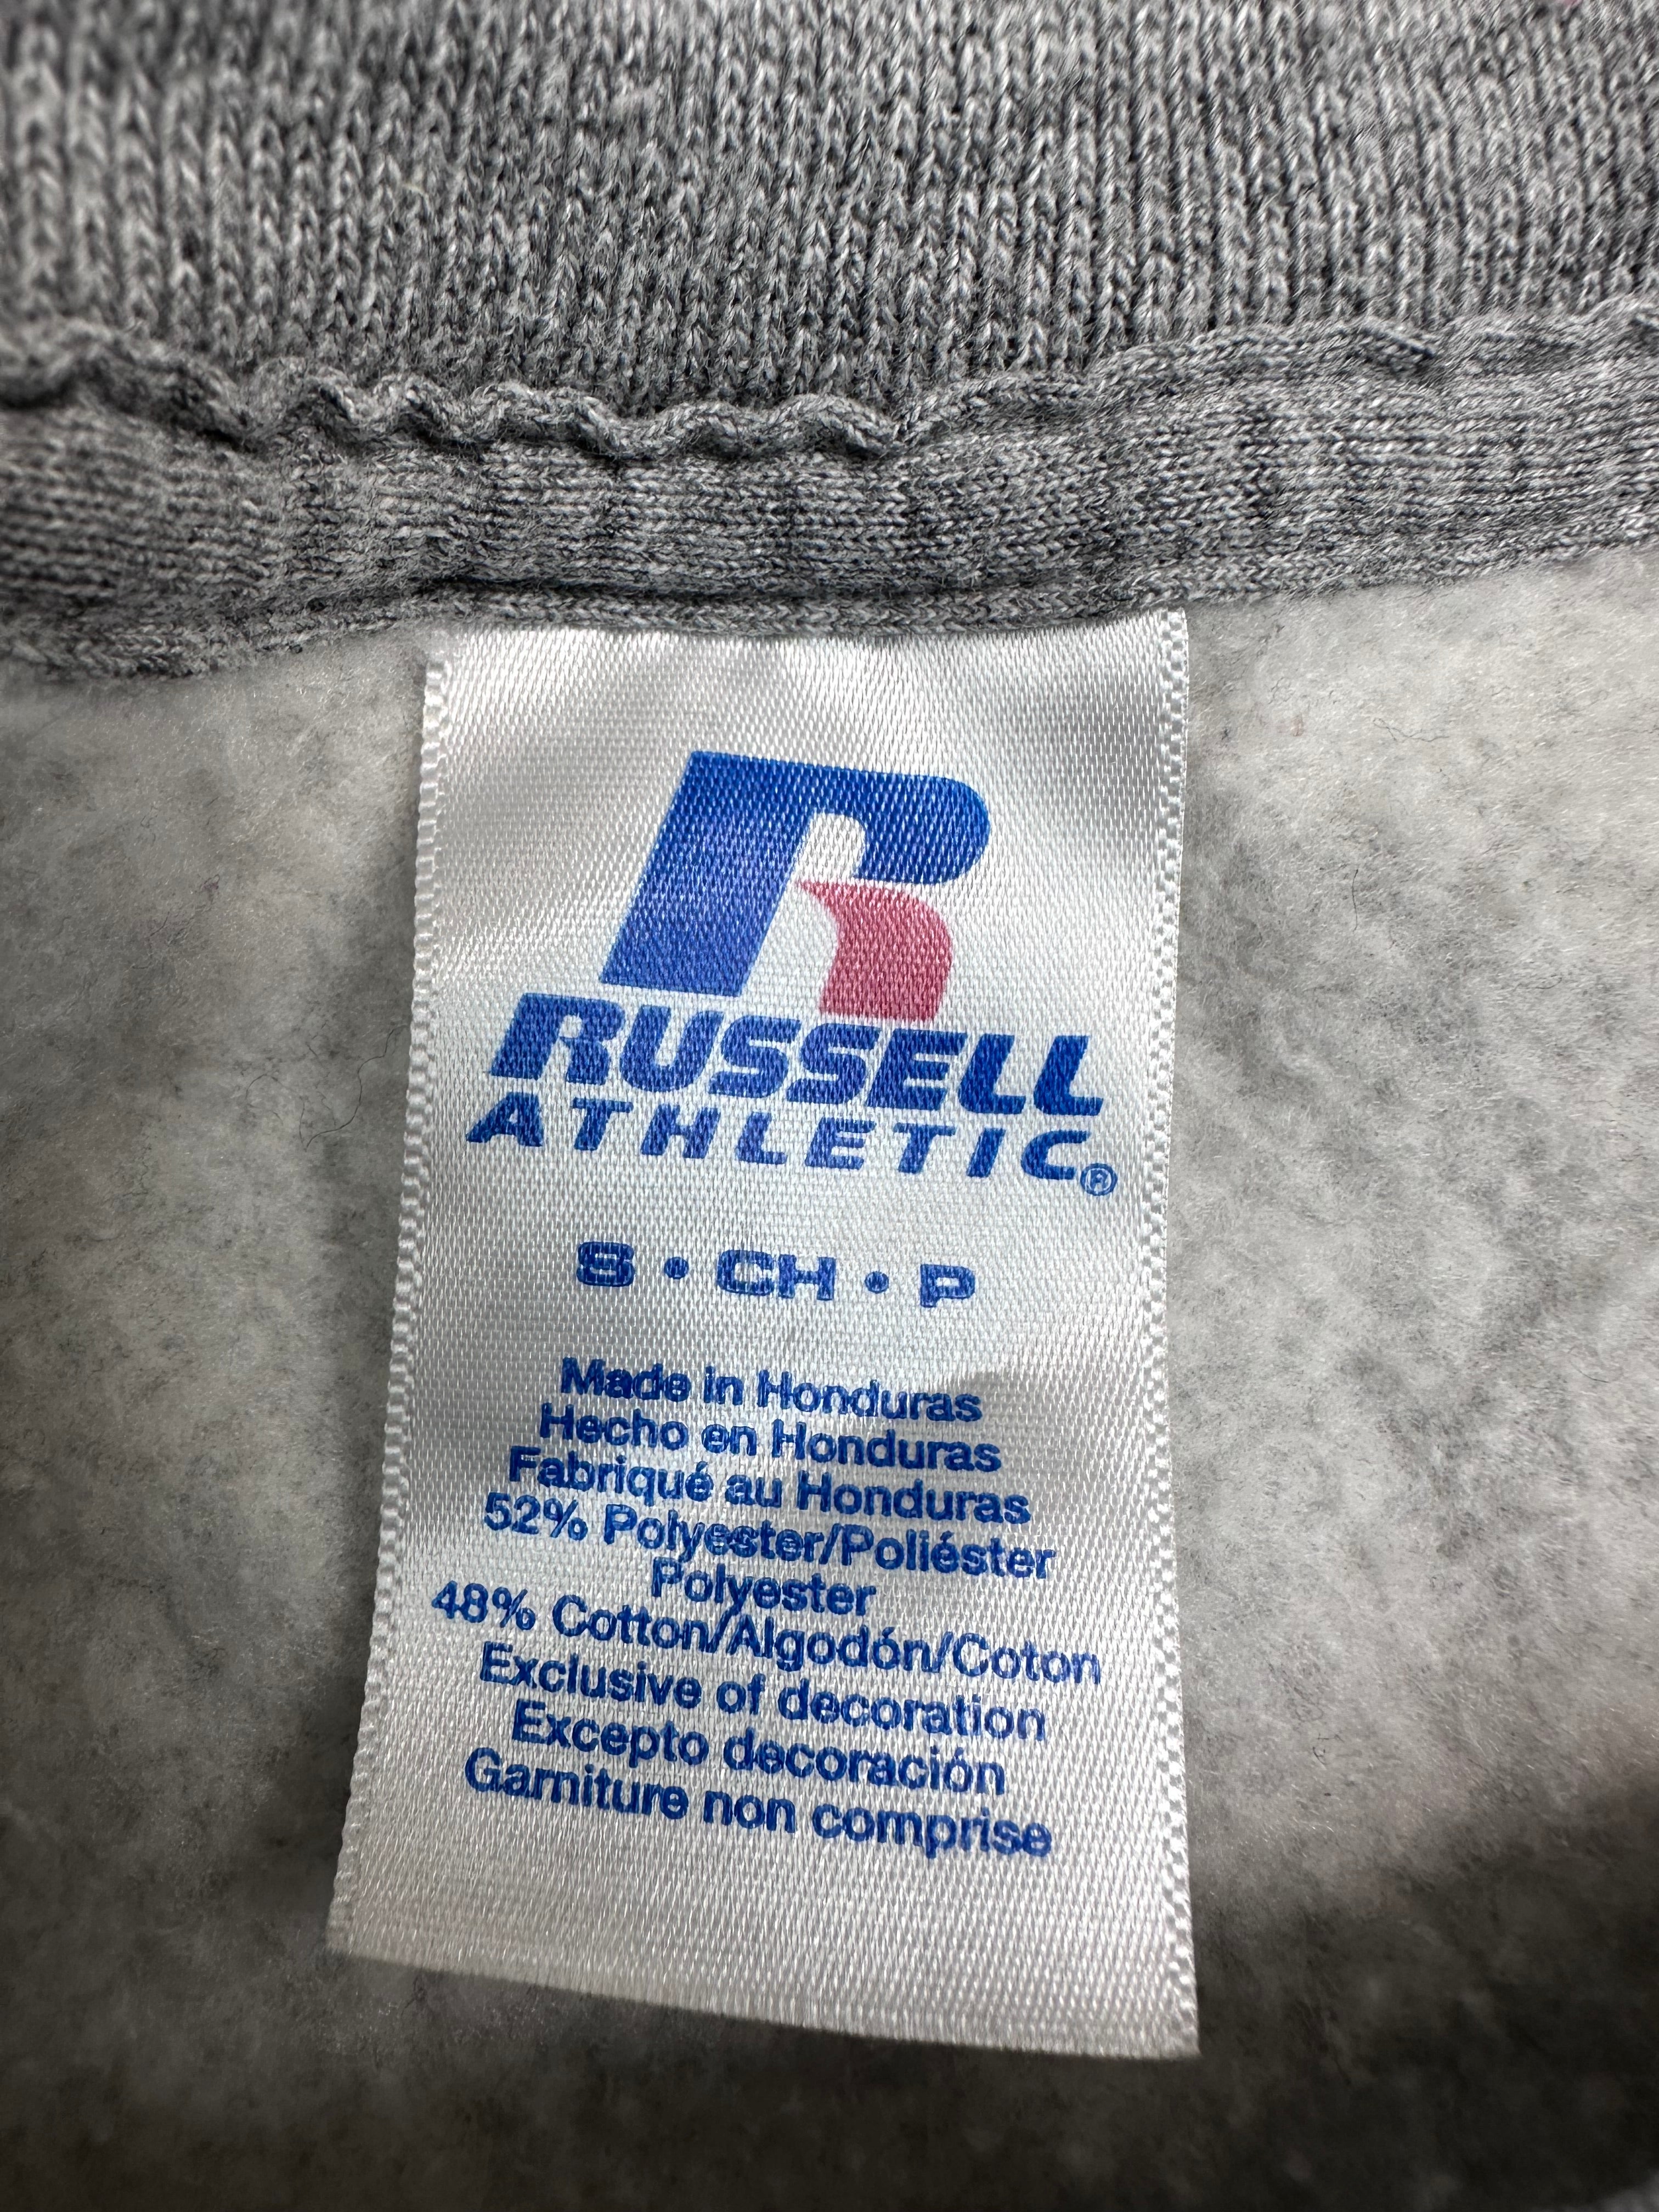 R
RUSSELL
ATHLETIC®
S • CH • P
Made in Honduras
Hecho en Honduras
Fabriqué au Honduras
52% Polyester/Poliéster
Polyester
48% Cotton/Algodón/Coton
Exclusive of decoration
Excepto decoración
Garniture non comprise